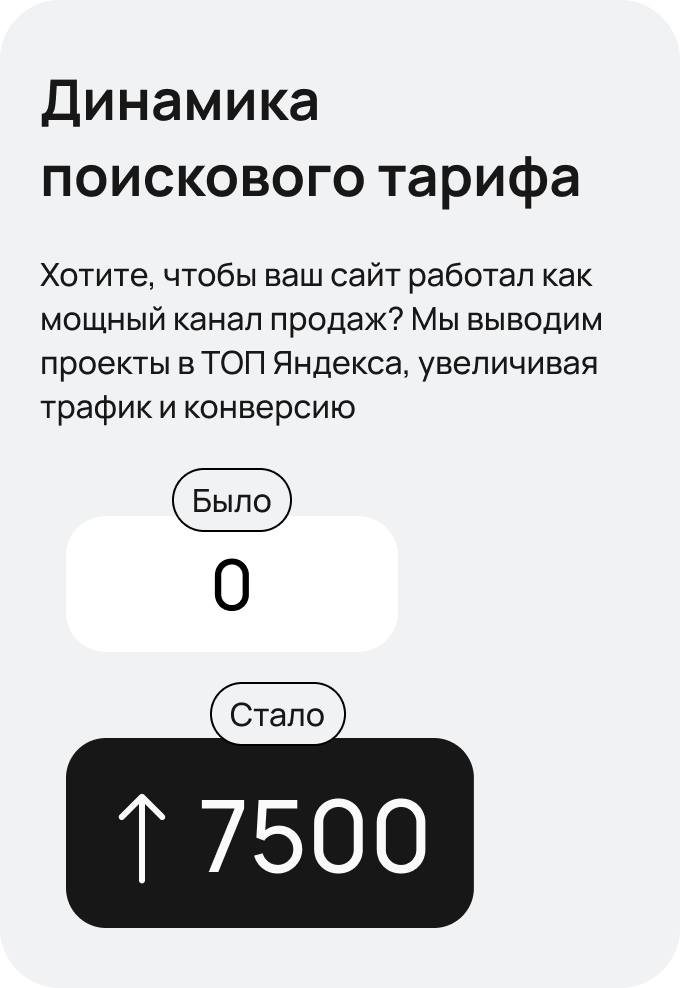 Динамика
поискового тарифа
Хотите, чтобы ваш сайт работал как
мощный канал продаж? Мы выводим
проекты в ТОП Яндекса, увеличивая
трафик и конверсию
Было
0
Стало
↑ 7500